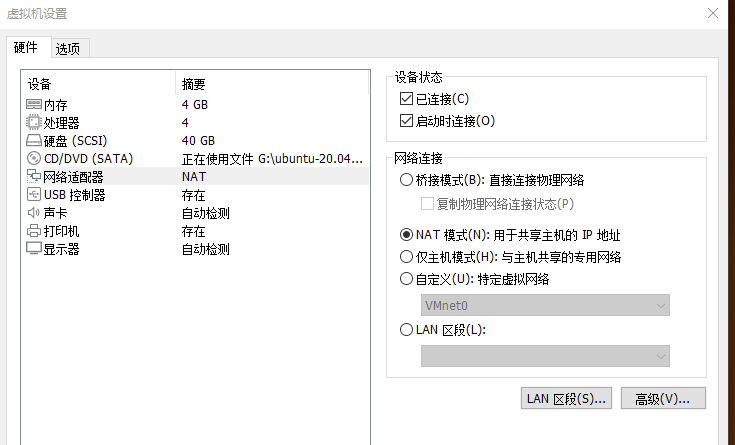 虚拟机设置
硬件 选项
设备 摘要
内存 4 GB
处理器 4
硬盘 (SCSI) 40 GB
CD/DVD (SATA) 正在使用文件 G:\ubuntu-20.04...
网络适配器 NAT
USB 控制器 存在
声卡 自动检测
打印机 存在
显示器 自动检测
设备状态
已连接(C)
启动时连接(O)
网络连接
桥接模式(B): 直接连接物理网络
复制物理网络连接状态(P)
NAT 模式(N): 用于共享主机的 IP 地址
仅主机模式(H): 与主机共享的专用网络
自定义(U): 特定虚拟网络
VMnet0
LAN 区段(L):
LAN 区段(S)... 高级(V)...